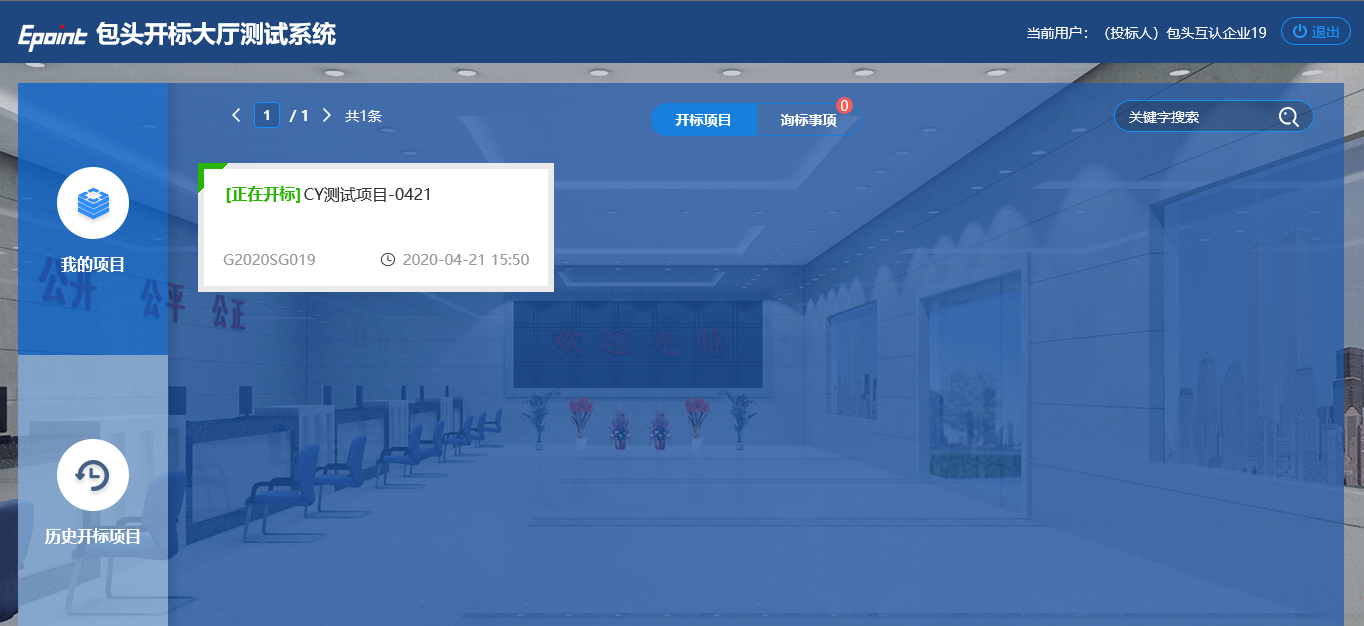 Epoint 包头开标大厅测试系统
当前用户：（投标人）包头互认企业19
退出
1 / 1 共1条
开标项目
询标事项 0
关键字搜索
[正在开标]CY测试项目-0421
G2020SG019
2020-04-21 15:50
我的项目
公开 公平 公正
欢迎光临
历史开标项目